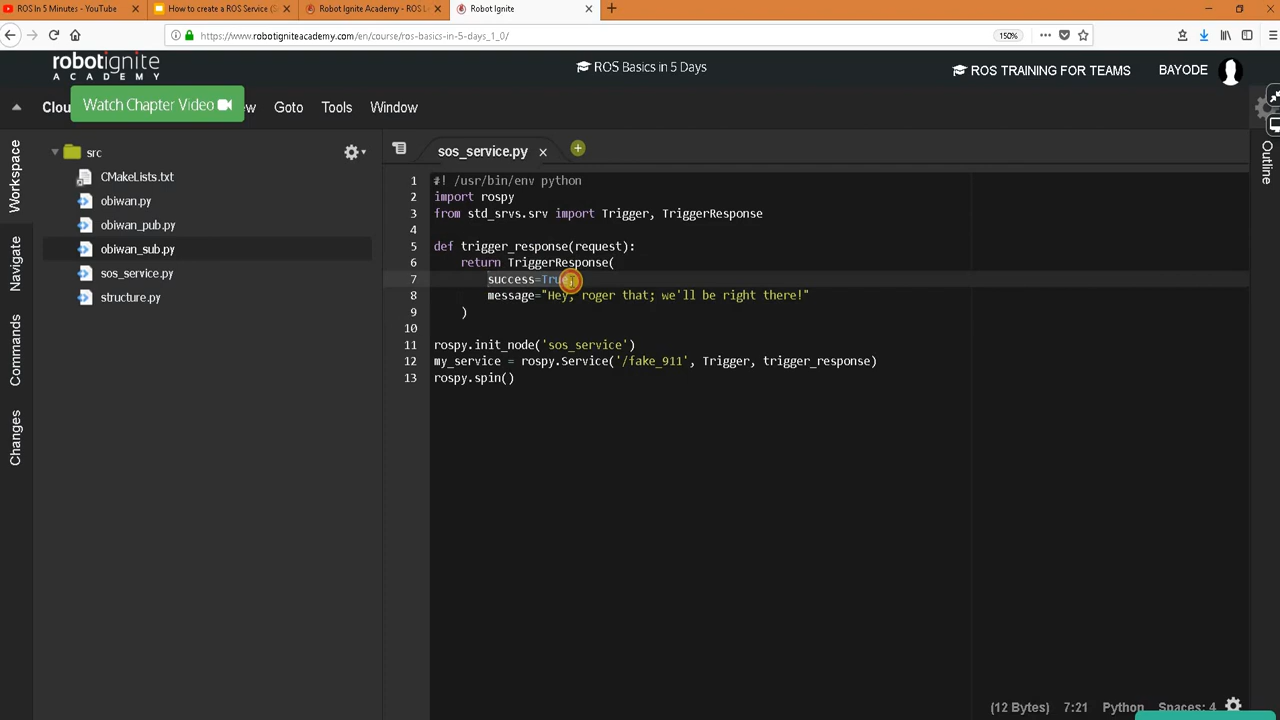 ROS In 5 Minutes - YouTube
How to create a ROS Service (S
Robot Ignite Academy - ROS L
Robot Ignite
https://www.robotigniteacademy.com/en/course/ros-basics-in-5-days_1_0/
150%
robotignite
ACADEMY
ROS Basics in 5 Days
ROS TRAINING FOR TEAMS
BAYODE
Watch Chapter Video
Goto
Tools
Window
Workspace
Navigate
Commands
Changes
Outline
src
CMakeLists.txt
obiwan.py
obiwan_pub.py
obiwan_sub.py
sos_service.py
structure.py
sos_service.py
1 #! /usr/bin/env python
2 import rospy
3 from std_srvs.srv import Trigger, TriggerResponse
4
5 def trigger_response(request):
6 return TriggerResponse(
7 success=True,
8 message="Hey, roger that; we'll be right there!"
9 )
10
11 rospy.init_node('sos_service')
12 my_service = rospy.Service('/fake_911', Trigger, trigger_response)
13 rospy.spin()
(12 Bytes) 7:21 Python Spaces: 4